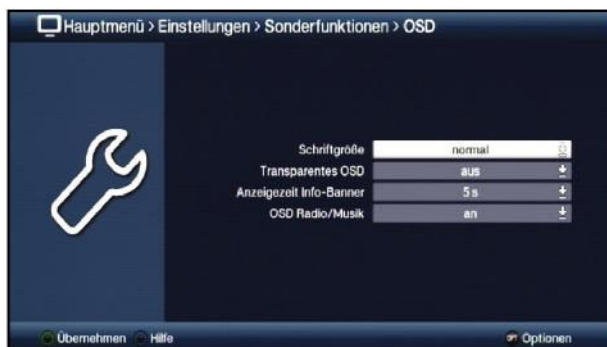 Hauptmenü > Einstellungen > Sonderfunktionen > OSD
Schriftgröße normal
Transparentes OSD aus
Anzeigezeit Info-Banner 5 s
OSD Radio/Musik an
Übernehmen Hilfe OPT Optionen